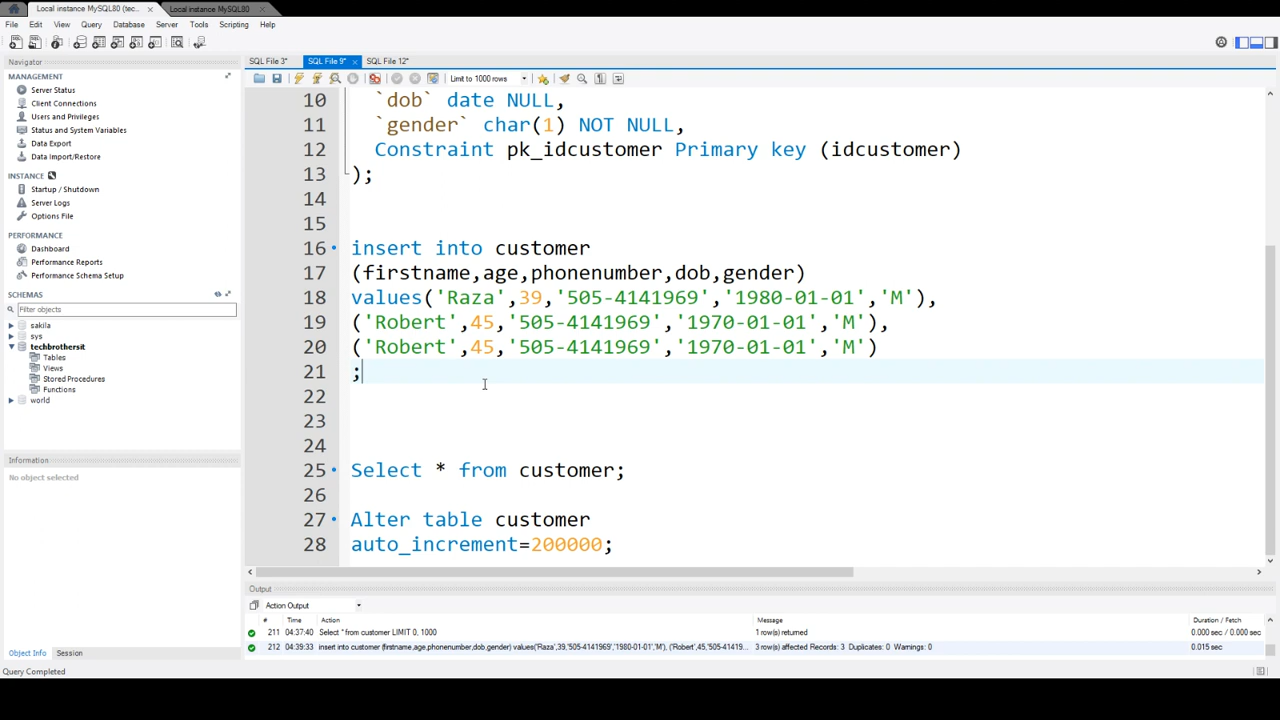 Local instance MySQL80 (tec... ×
Local instance MySQL80 ×
File Edit View Query Database Server Tools Scripting Help
Navigator
MANAGEMENT
Server Status
Client Connections
Users and Privileges
Status and System Variables
Data Export
Data Import/Restore
INSTANCE
Startup / Shutdown
Server Logs
Options File
PERFORMANCE
Dashboard
Performance Reports
Performance Schema Setup
SCHEMAS
Filter objects
sakila
sys
techbrothersit
Tables
Views
Stored Procedures
Functions
world
Information
No object selected
Object Info Session
Query Completed
SQL File 3* SQL File 9* × SQL File 12*
Limit to 1000 rows
10 `dob` date NULL,
11 `gender` char(1) NOT NULL,
12 Constraint pk_idcustomer Primary key (idcustomer)
13 );
14
15
16 insert into customer
17 (firstname,age,phonenumber,dob,gender)
18 values('Raza',39,'505-4141969','1980-01-01','M'),
19 ('Robert',45,'505-4141969','1970-01-01','M'),
20 ('Robert',45,'505-4141969','1970-01-01','M')
21 ;
22
23
24
25 Select * from customer;
26
27 Alter table customer
28 auto_increment=200000;
Output
Action Output
# Time Action Message Duration / Fetch
211 04:37:40 Select * from customer LIMIT 0, 1000 1 row(s) returned 0.000 sec / 0.000 sec
212 04:39:33 insert into customer (firstname,age,phonenumber,dob,gender) values('Raza',39,'505-4141969','1980-01-01','M'), ('Robert',45,'505-41419... 3 row(s) affected Records: 3 Duplicates: 0 Warnings: 0 0.015 sec